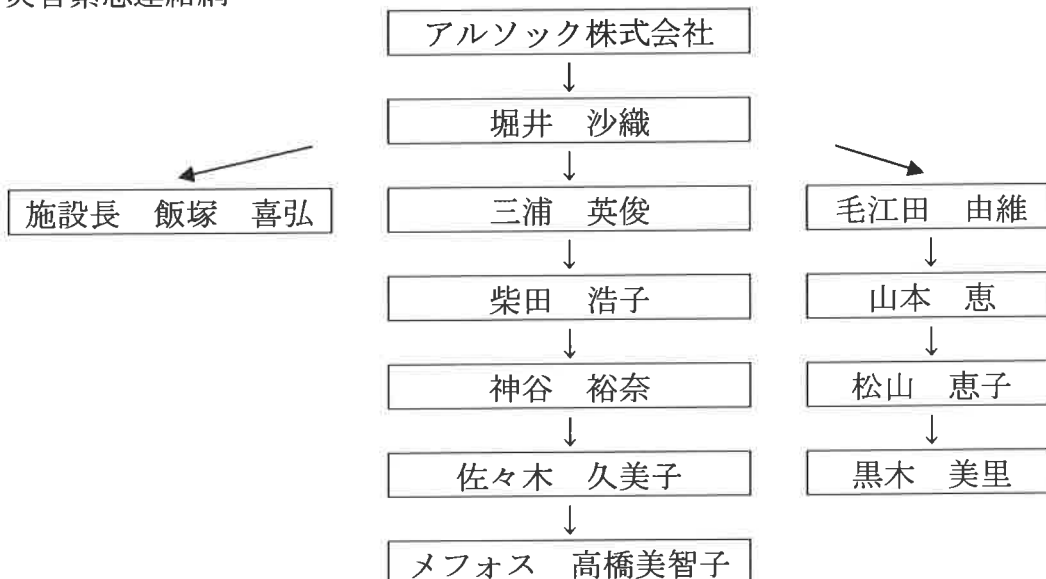 アルソック株式会社
堀井　沙織
施設長　飯塚　喜弘
三浦　英俊
毛江田　由維
柴田　浩子
山本　恵
神谷　裕奈
松山　恵子
佐々木　久美子
黒木　美里
メフォス　高橋美智子